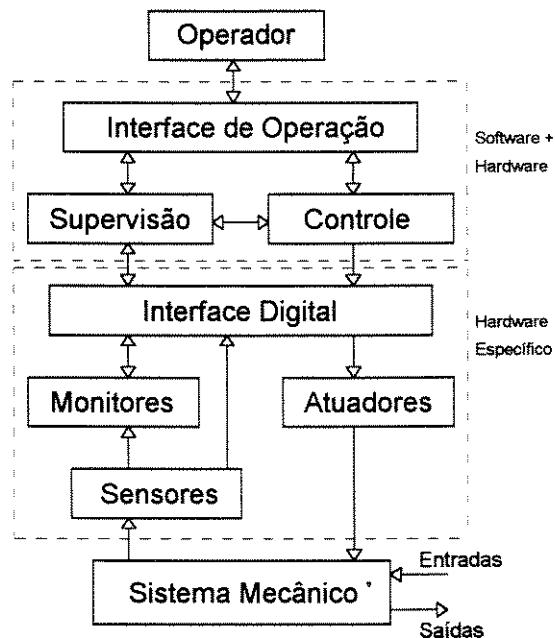 Operador
Interface de Operação
Software +
Hardware
Supervisão
Controle
Interface Digital
Hardware
Específico
Monitores
Atuadores
Sensores
Entradas
Sistema Mecânico
Saídas